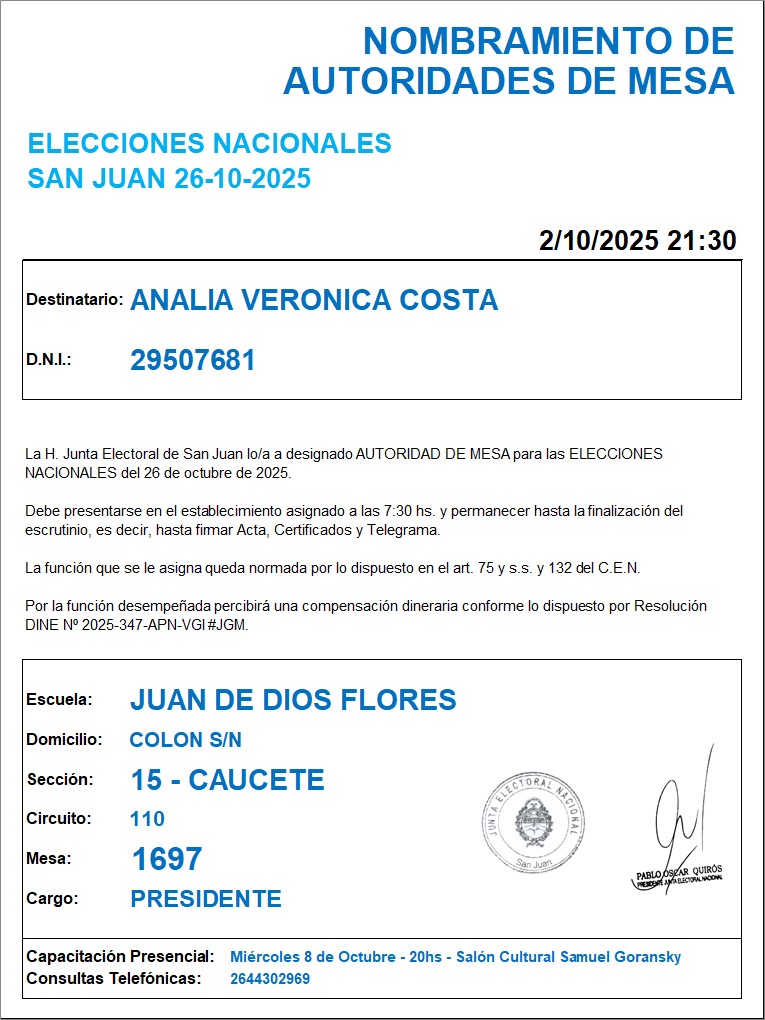 NOMBRAMIENTO DE
AUTORIDADES DE MESA
ELECCIONES NACIONALES
SAN JUAN 26-10-2025
2/10/2025 21:30
Destinatario: ANALIA VERONICA COSTA
D.N.I.: 29507681
La H. Junta Electoral de San Juan lo/a a designado AUTORIDAD DE MESA para las ELECCIONES
NACIONALES del 26 de octubre de 2025.
Debe presentarse en el establecimiento asignado a las 7:30 hs. y permanecer hasta la finalización del
escrutinio, es decir, hasta firmar Acta, Certificados y Telegrama.
La función que se le asigna queda normada por lo dispuesto en el art. 75 y s.s. y 132 del C.E.N.
Por la función desempeñada percibirá una compensación dineraria conforme lo dispuesto por Resolución
DINE Nº 2025-347-APN-VGI#JGM.
Escuela: JUAN DE DIOS FLORES
Domicilio: COLON S/N
Sección: 15 - CAUCETE
Circuito: 110
Mesa: 1697
Cargo: PRESIDENTE
JUNTA ELECTORAL NACIONAL
San Juan
PABLO OSCAR QUIRÓS
PRESIDENTE JUNTA ELECTORAL NACIONAL
Capacitación Presencial: Miércoles 8 de Octubre - 20hs - Salón Cultural Samuel Goransky
Consultas Telefónicas: 2644302969